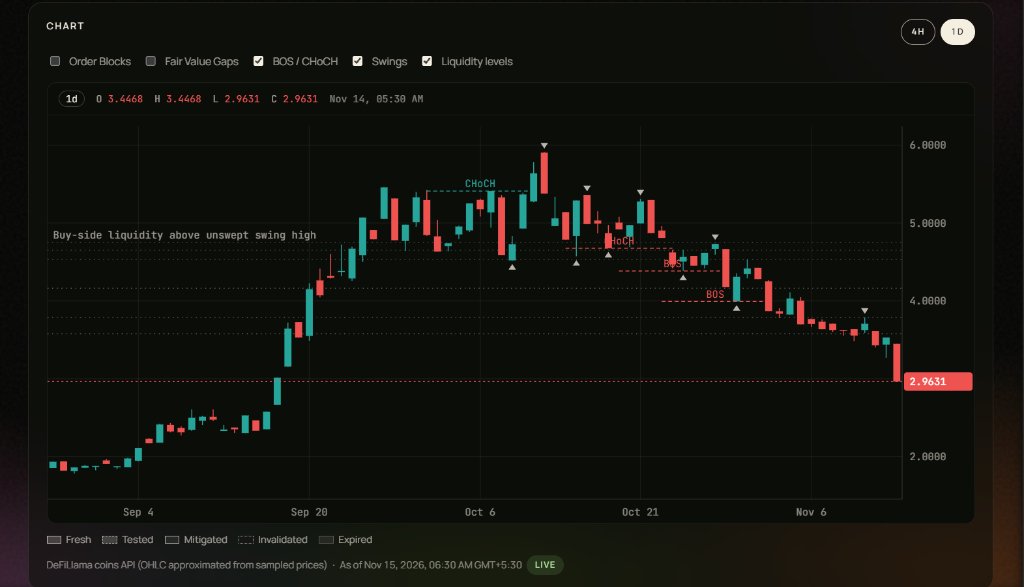 CHART
4H 1D
Order Blocks Fair Value Gaps BOS / CHoCH Swings Liquidity levels
1d O 3.4468 H 3.4468 L 2.9631 C 2.9631 Nov 14, 05:30 AM
6.0000
CHoCH
5.0000
Buy-side liquidity above unswept swing high
HoCH
BOS
BOS
4.0000
2.9631
2.0000
Sep 4 Sep 20 Oct 6 Oct 21 Nov 6
Fresh Tested Mitigated Invalidated Expired
DeFiLlama coins API (OHLC approximated from sampled prices) · As of Nov 15, 2026, 06:30 AM GMT+5:30 LIVE